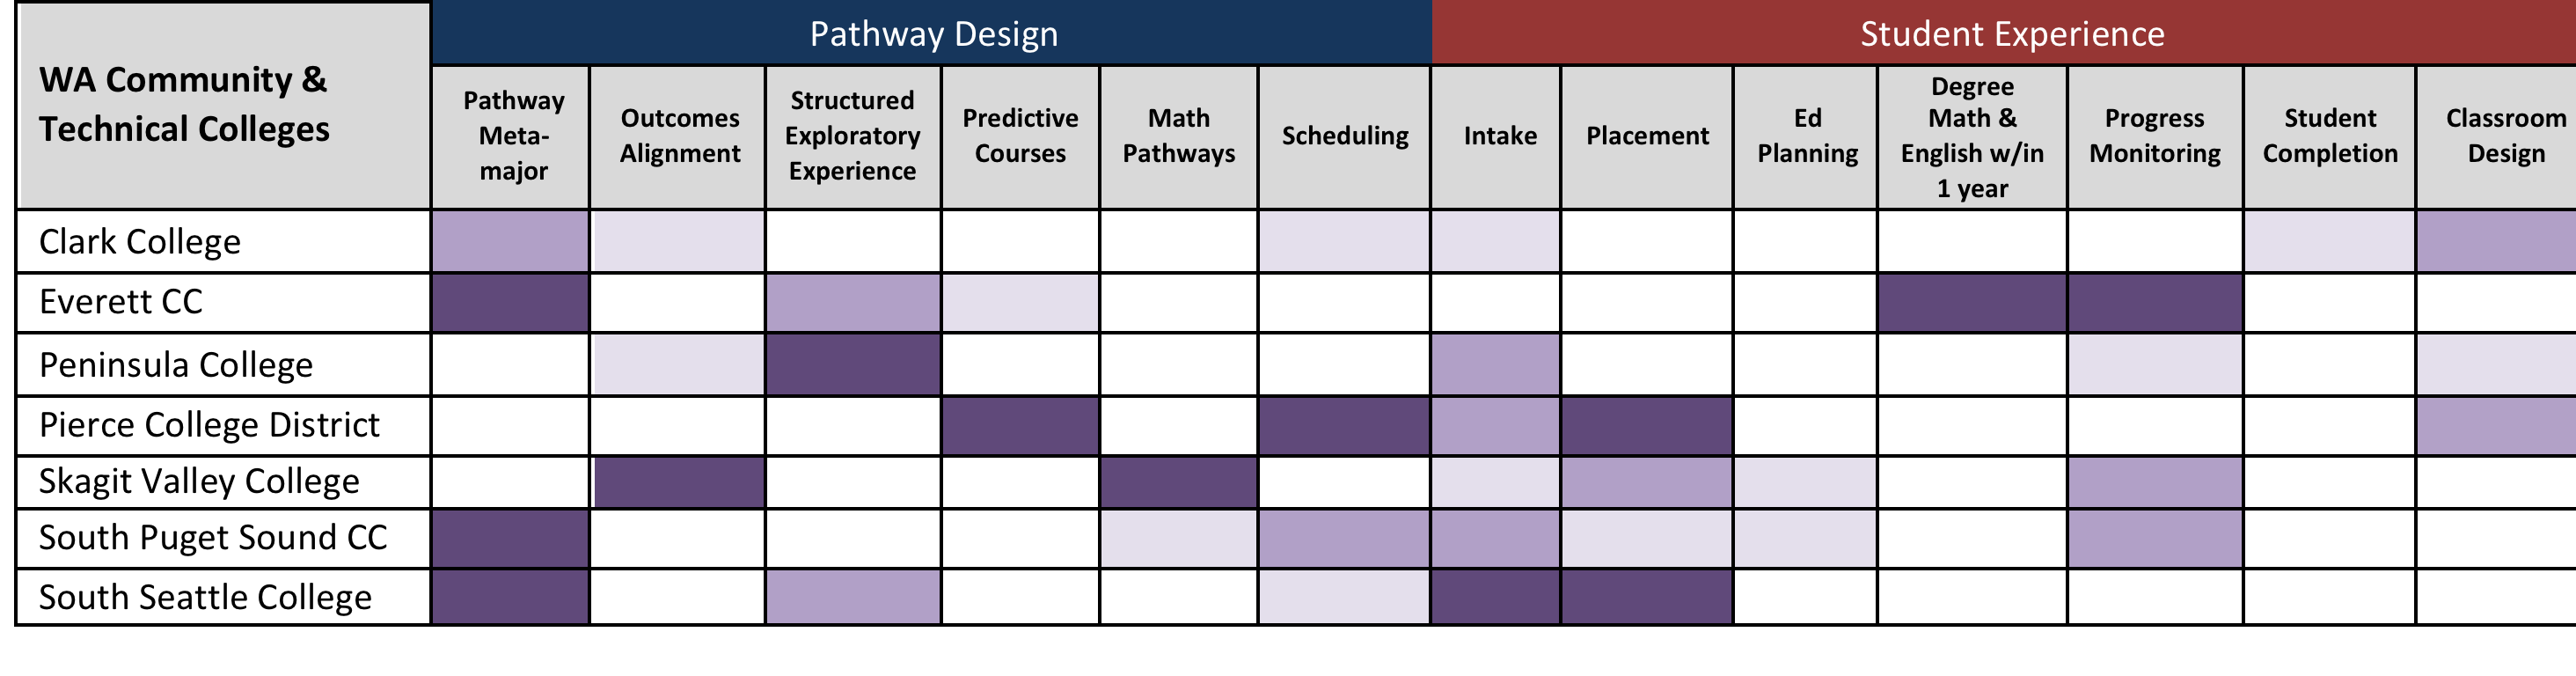 Pathway Design
Student Experience
WA Community &
Technical Colleges
Pathway
Meta-
major
Outcomes
Alignment
Structured
Exploratory
Experience
Predictive
Courses
Math
Pathways
Scheduling
Intake
Placement
Ed
Planning
Degree
Math &
English w/in
1 year
Progress
Monitoring
Student
Completion
Classroom
Design
Clark College
Everett CC
Peninsula College
Pierce College District
Skagit Valley College
South Puget Sound CC
South Seattle College